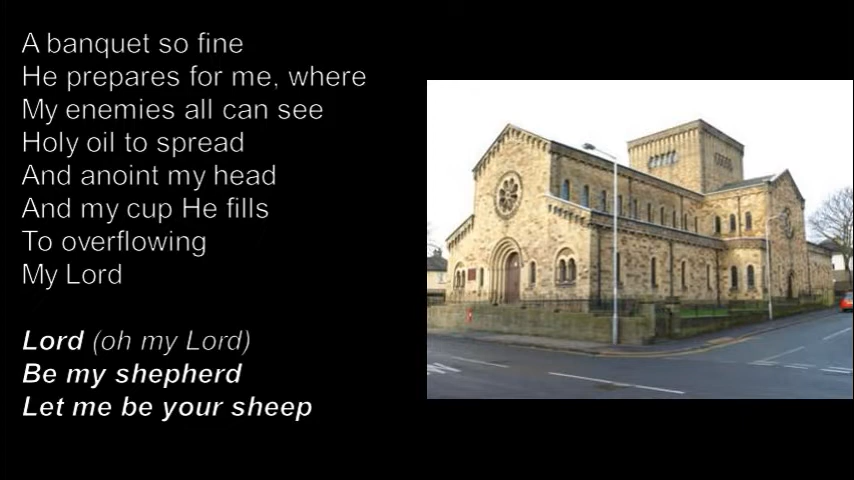 A banquet so fine
He prepares for me, where
My enemies all can see
Holy oil to spread
And anoint my head
And my cup He fills
To overflowing
My Lord
Lord (oh my Lord)
Be my shepherd
Let me be your sheep